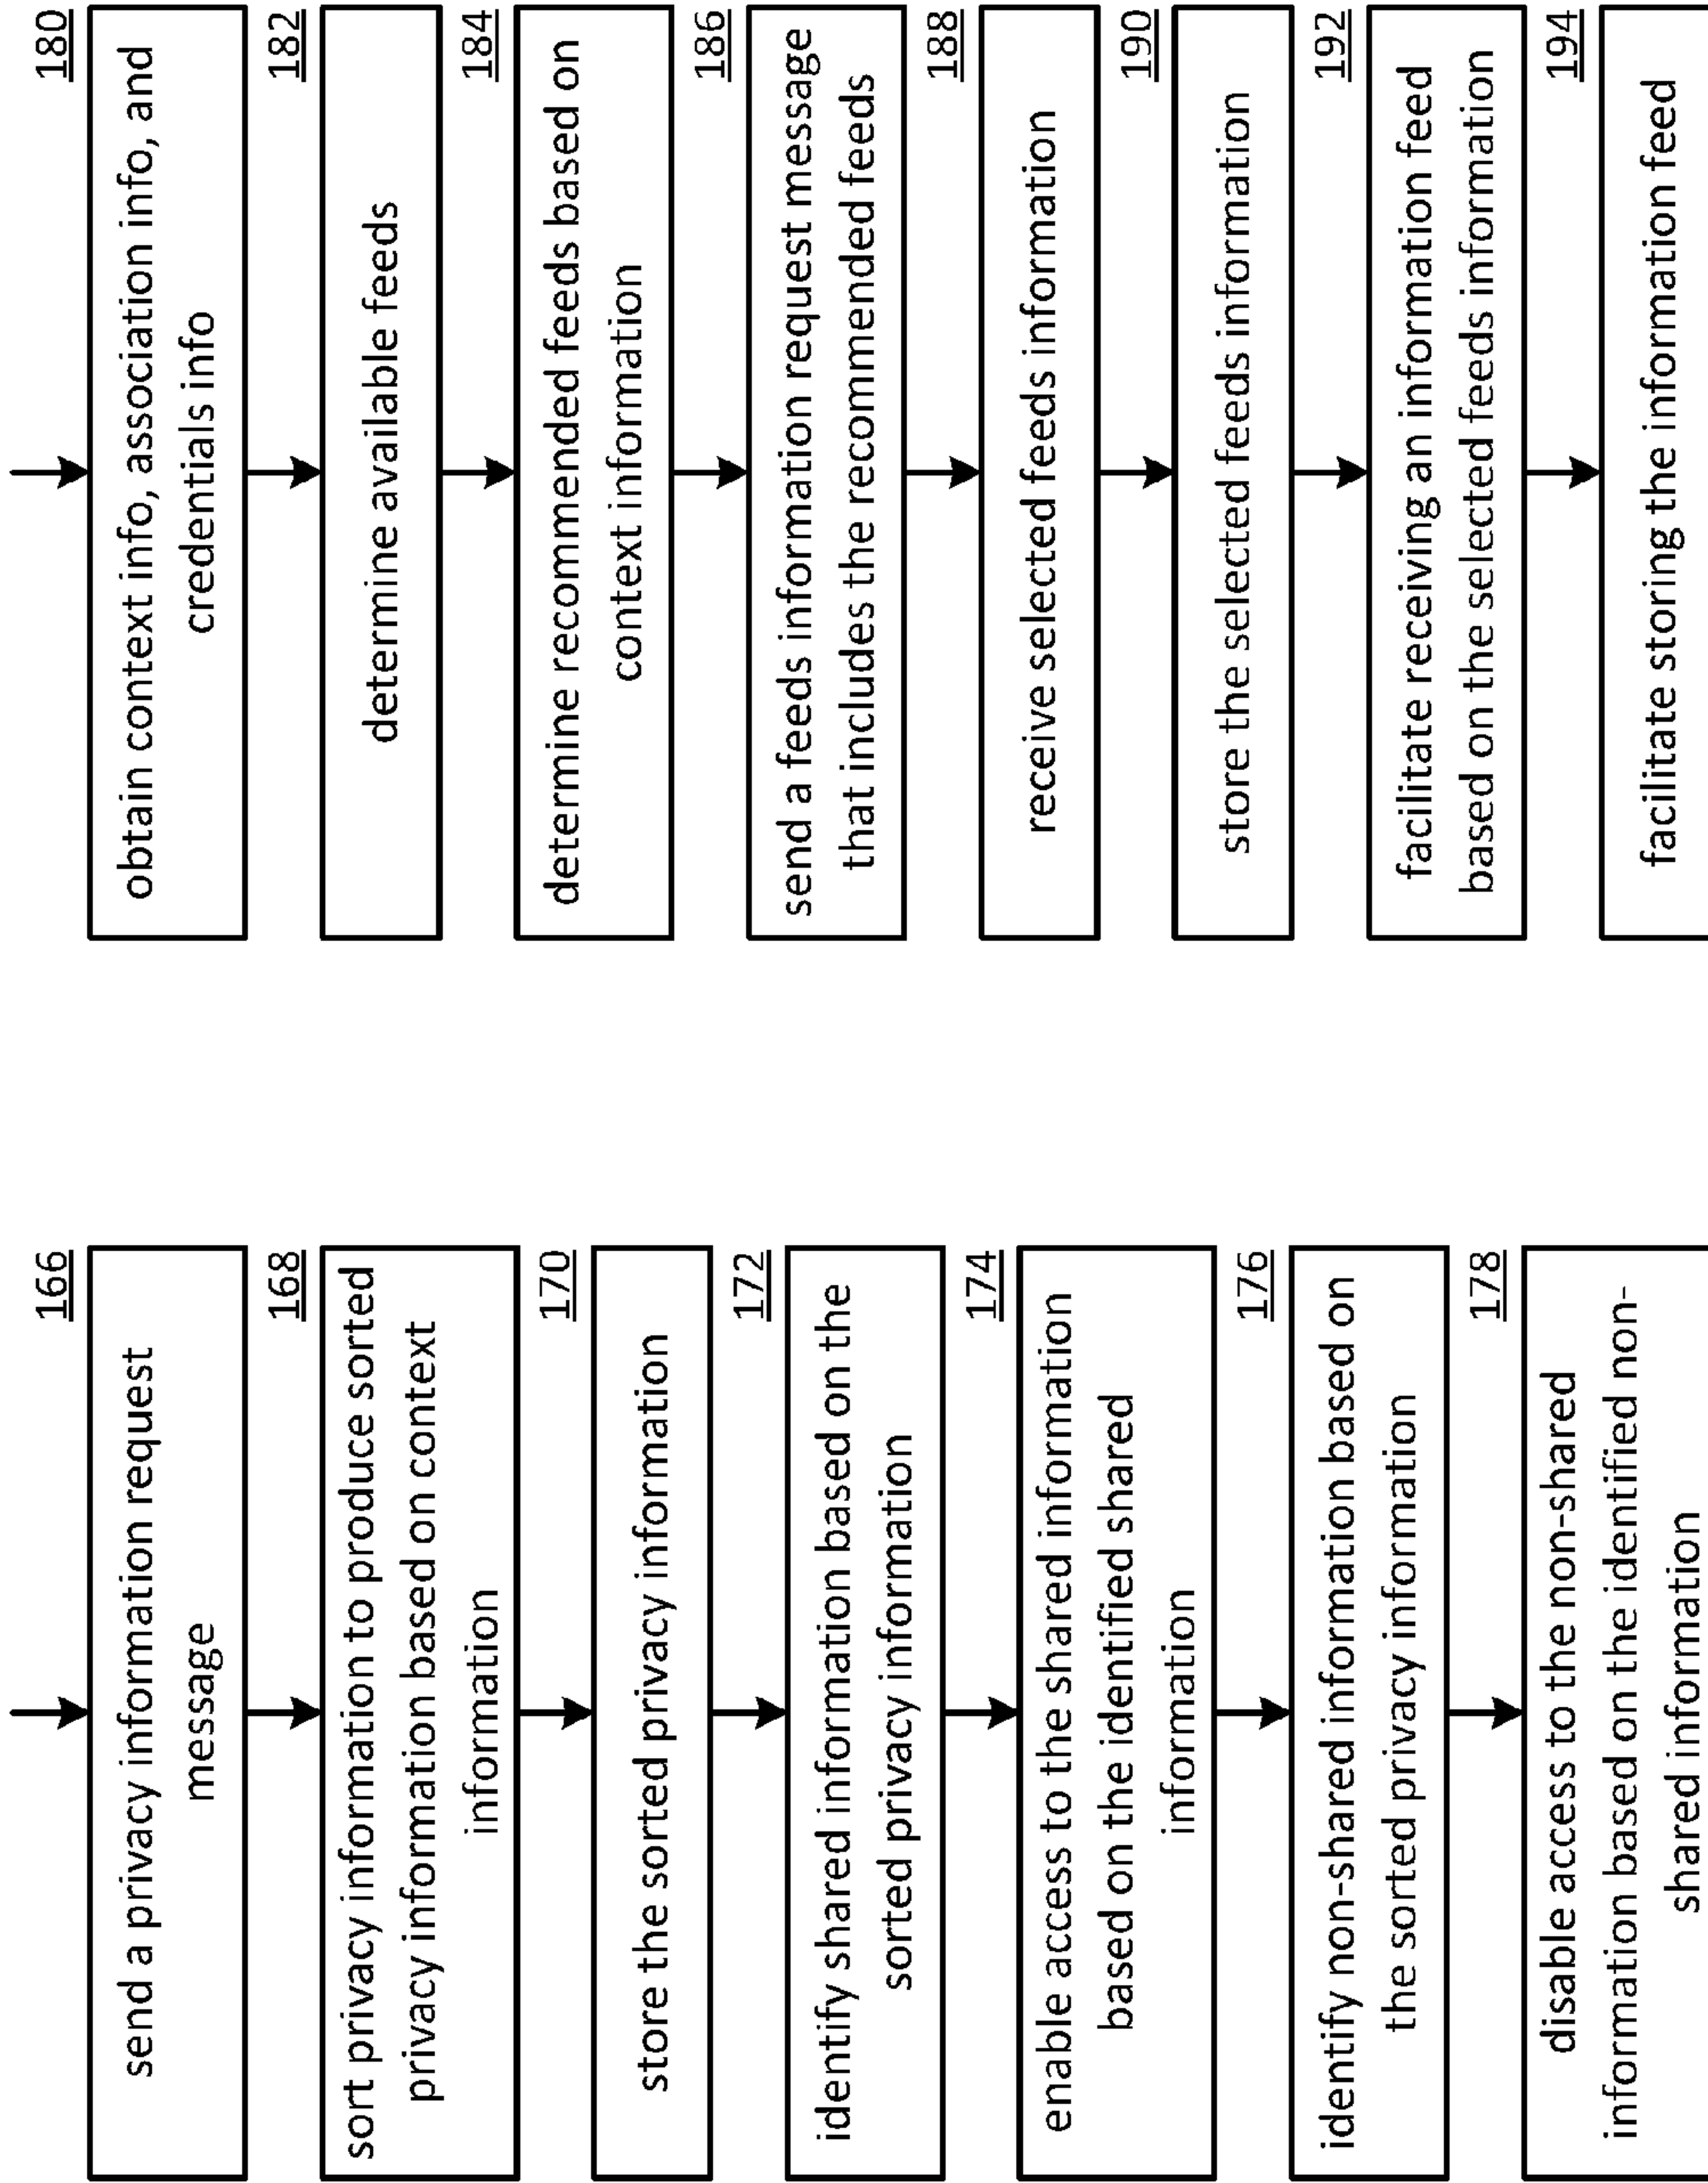 166
send a privacy information request
message
168
sort privacy information to produce sorted
privacy information based on context
information
170
store the sorted privacy information
172
identify shared information based on the
sorted privacy information
174
enable access to the shared information
based on the identified shared
information
176
identify non-shared information based on
the sorted privacy information
178
disable access to the non-shared
information based on the identified non-
shared information
180
obtain context info, association info, and
credentials info
182
determine available feeds
184
determine recommended feeds based on
context information
186
send a feeds information request message
that includes the recommended feeds
188
receive selected feeds information
190
store the selected feeds information
192
facilitate receiving an information feed
based on the selected feeds information
194
facilitate storing the information feed